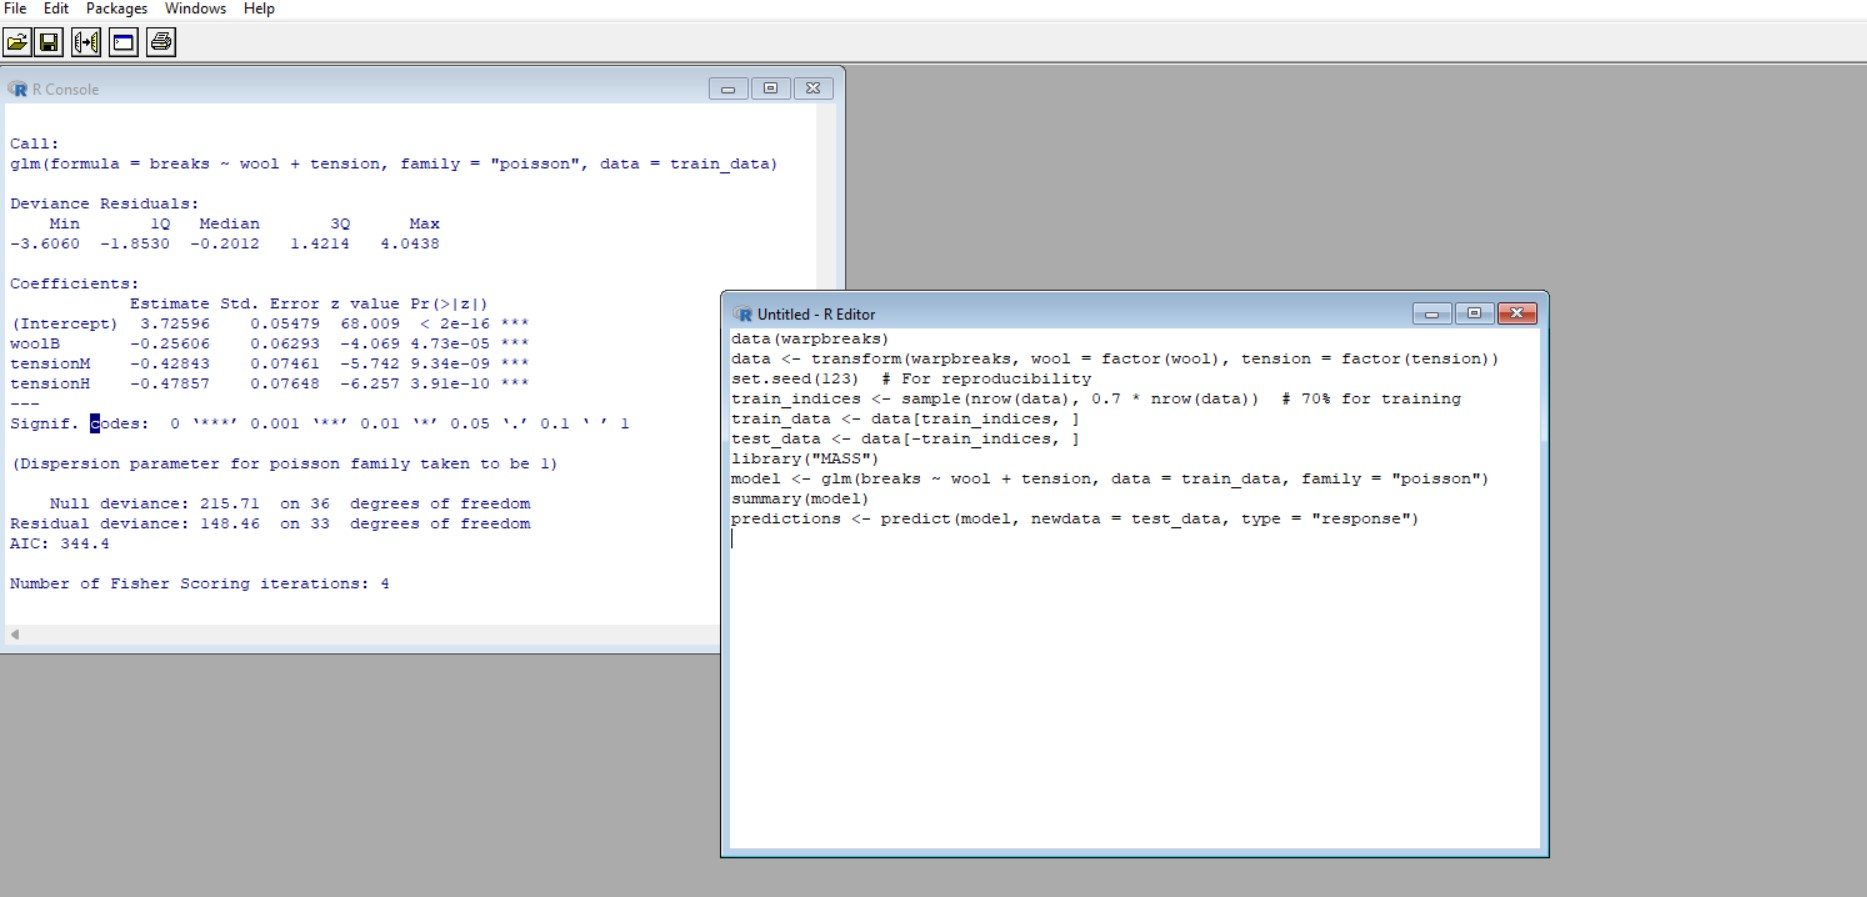 File Edit Packages Windows Help
R Console
Call:
glm(formula = breaks ~ wool + tension, family = "poisson", data = train_data)
Deviance Residuals:
Min 1Q Median 3Q Max
-3.6060 -1.8530 -0.2012 1.4214 4.0438
Coefficients:
Estimate Std. Error z value Pr(>|z|)
(Intercept) 3.72596 0.05479 68.009 < 2e-16 ***
woolB -0.25606 0.06293 -4.069 4.73e-05 ***
tensionM -0.42843 0.07461 -5.742 9.34e-09 ***
tensionH -0.47857 0.07648 -6.257 3.91e-10 ***
---
Signif. codes: 0 ‘***’ 0.001 ‘**’ 0.01 ‘*’ 0.05 ‘.’ 0.1 ‘ ’ 1
(Dispersion parameter for poisson family taken to be 1)
Null deviance: 215.71 on 36 degrees of freedom
Residual deviance: 148.46 on 33 degrees of freedom
AIC: 344.4
Number of Fisher Scoring iterations: 4
Untitled - R Editor
data(warpbreaks)
data <- transform(warpbreaks, wool = factor(wool), tension = factor(tension))
set.seed(123) # For reproducibility
train_indices <- sample(nrow(data), 0.7 * nrow(data)) # 70% for training
train_data <- data[train_indices, ]
test_data <- data[-train_indices, ]
library("MASS")
model <- glm(breaks ~ wool + tension, data = train_data, family = "poisson")
summary(model)
predictions <- predict(model, newdata = test_data, type = "response")